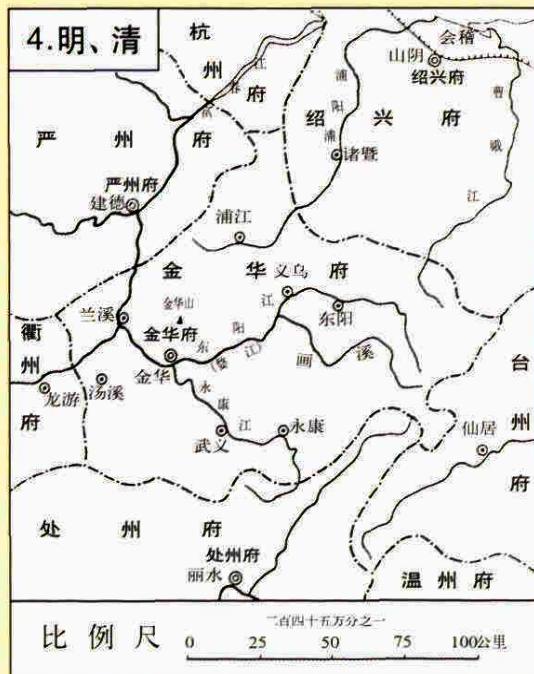 4.明、清
杭州府
富春江
严州府
严州府
建德
会稽
山阴
绍兴府
绍兴府
浦阳
浦
曹娥江
诸暨
浦江
金华府
金华山
义乌
东阳
兰溪
金华府
金华
东阳江
(婺江)
画溪
衢州府
龙游
汤溪
永康江
武义
永康
台州府
仙居
处州府
处州府
丽水
温州府
二百四十五万分之一
比例尺
0 25 50 75 100公里